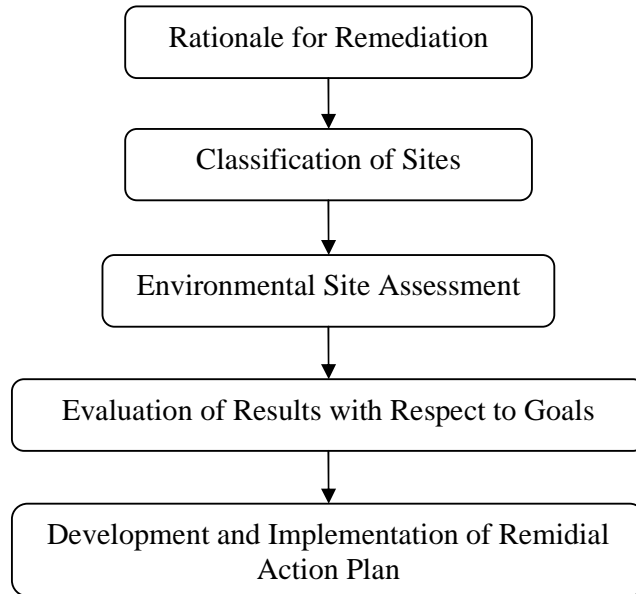 Rationale for Remediation
Classification of Sites
Environmental Site Assessment
Evaluation of Results with Respect to Goals
Development and Implementation of Remidial
Action Plan